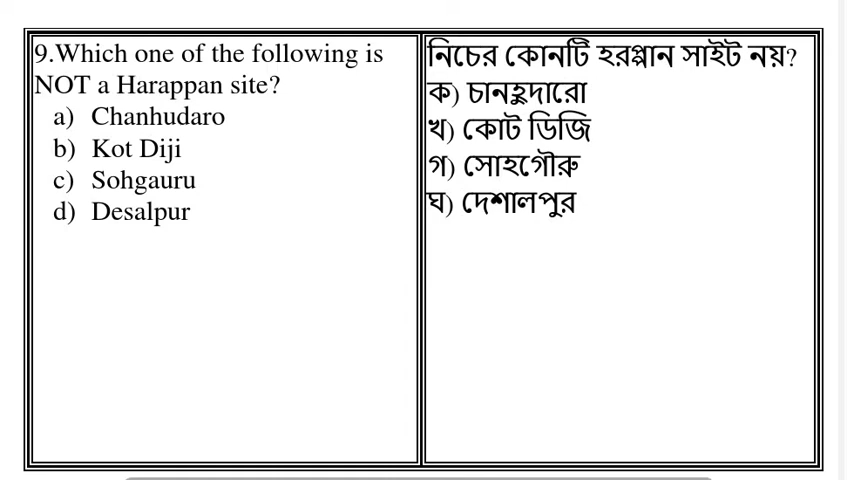 9.Which one of the following is
NOT a Harappan site?
a) Chanhudaro
b) Kot Diji
c) Sohgauru
d) Desalpur
নিচের কোনটি হরপ্পান সাইট নয়?
ক) চানহুদারো
খ) কোট ডিজি
গ) সোহগৌরু
ঘ) দেশালপুর